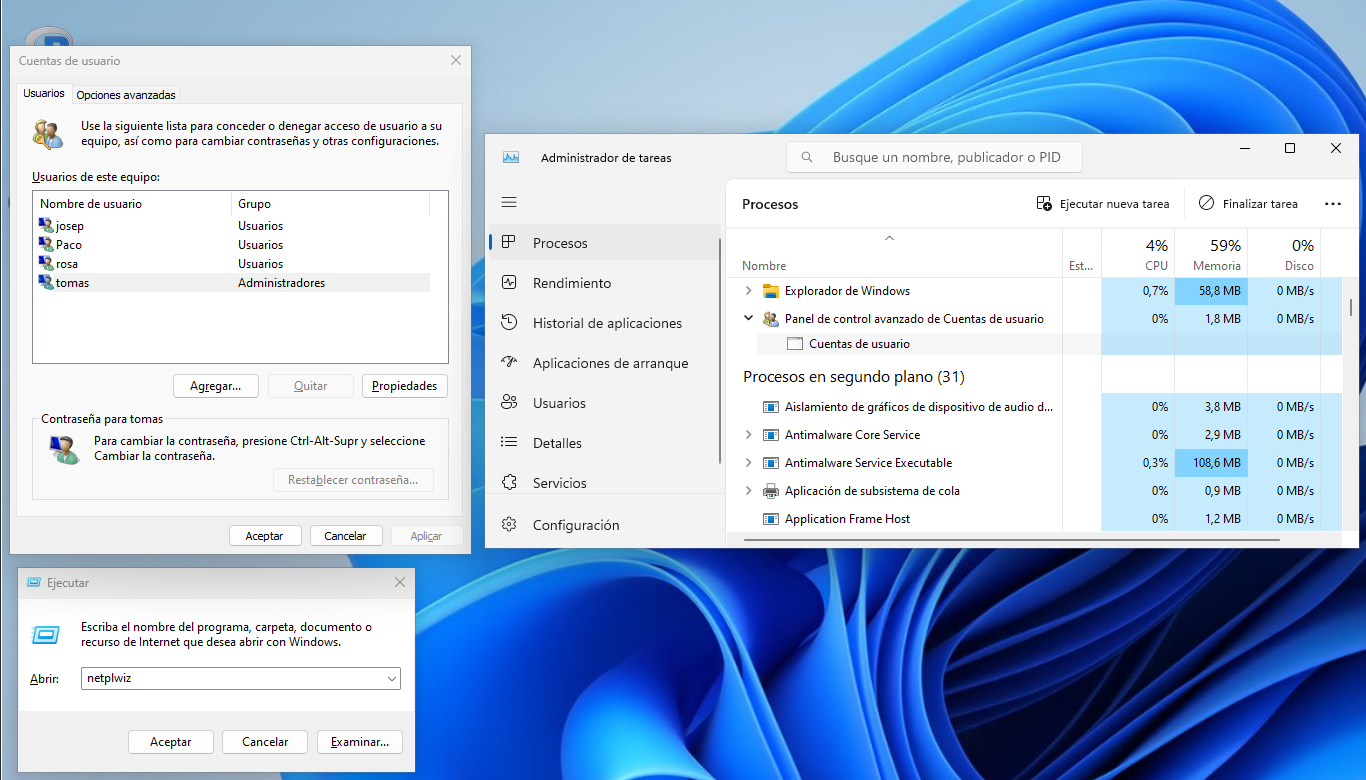 Cuentas de usuario
Usuarios
Opciones avanzadas
Use la siguiente lista para conceder o denegar acceso de usuario a su
equipo, así como para cambiar contraseñas y otras configuraciones.
Usuarios de este equipo:
Nombre de usuario Grupo
josep Usuarios
Paco Usuarios
rosa Usuarios
tomas Administradores
Agregar... Quitar Propiedades
Contraseña para tomas
Para cambiar la contraseña, presione Ctrl-Alt-Supr y seleccione
Cambiar la contraseña.
Restablecer contraseña...
Aceptar Cancelar Aplicar
Ejecutar
Escriba el nombre del programa, carpeta, documento o
recurso de Internet que desea abrir con Windows.
Abrir: netplwiz
Aceptar Cancelar Examinar...
Administrador de tareas
Busque un nombre, publicador o PID
Procesos
Rendimiento
Historial de aplicaciones
Aplicaciones de arranque
Usuarios
Detalles
Servicios
Configuración
Procesos
Ejecutar nueva tarea
Finalizar tarea
4% 59% 0%
Nombre Est... CPU Memoria Disco
Explorador de Windows 0,7% 58,8 MB 0 MB/s
Panel de control avanzado de Cuentas de usuario 0% 1,8 MB 0 MB/s
Cuentas de usuario
Procesos en segundo plano (31)
Aislamiento de gráficos de dispositivo de audio d... 0% 3,8 MB 0 MB/s
Antimalware Core Service 0% 2,9 MB 0 MB/s
Antimalware Service Executable 0,3% 108,6 MB 0 MB/s
Aplicación de subsistema de cola 0% 0,9 MB 0 MB/s
Application Frame Host 0% 1,2 MB 0 MB/s